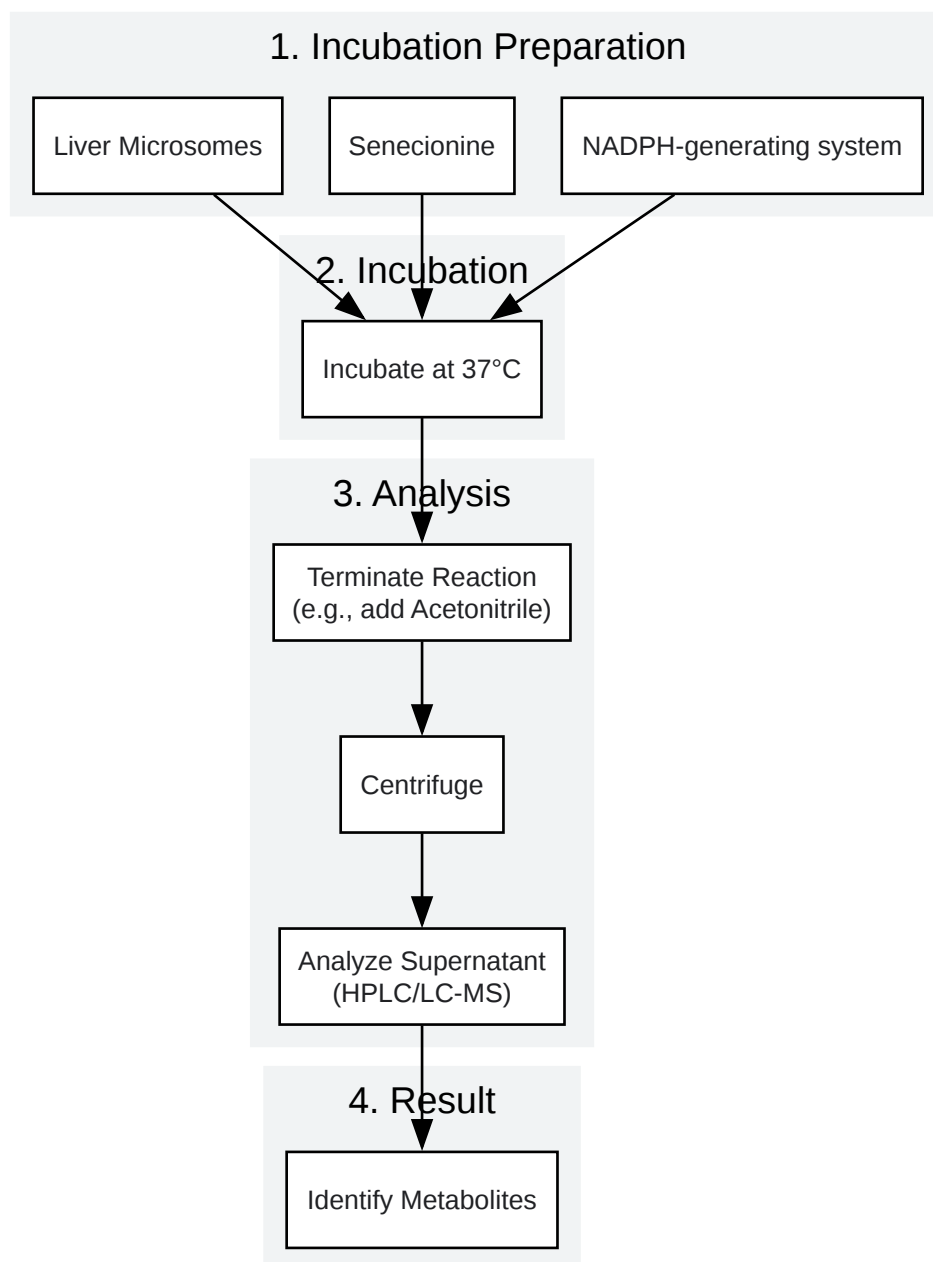 1. Incubation Preparation
Liver Microsomes
Senecionine
NADPH-generating system
2. Incubation
Incubate at 37°C
3. Analysis
Terminate Reaction
(e.g., add Acetonitrile)
Centrifuge
Analyze Supernatant
(HPLC/LC-MS)
4. Result
Identify Metabolites